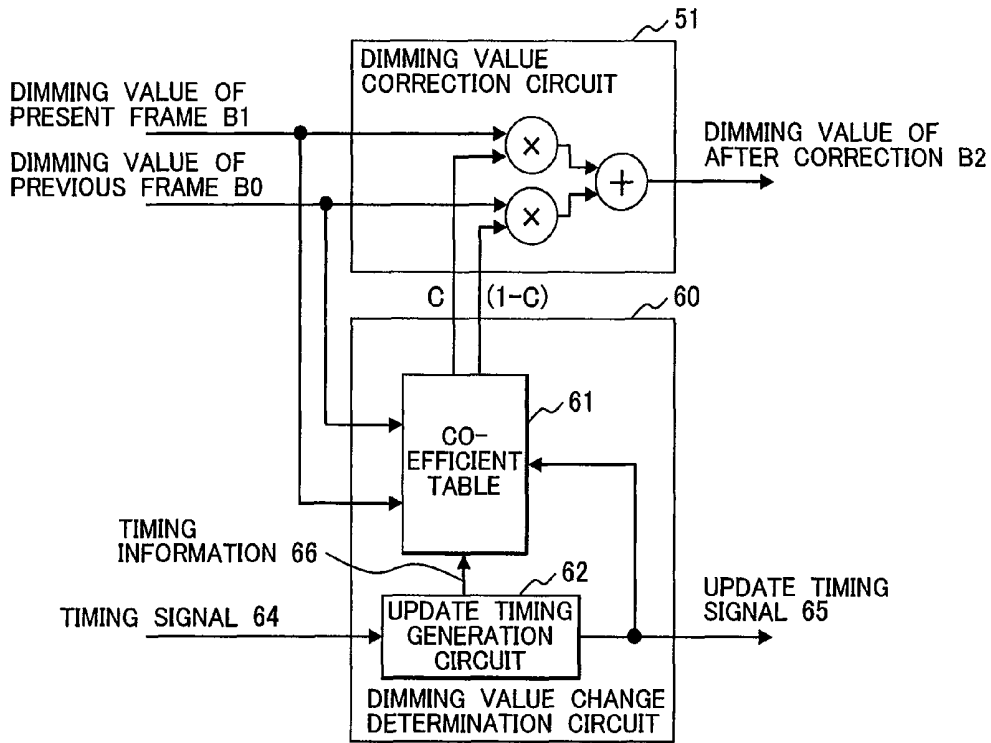 51
DIMMING VALUE
CORRECTION CIRCUIT
DIMMING VALUE OF
PRESENT FRAME B1
DIMMING VALUE OF
PREVIOUS FRAME B0
×
×
+
DIMMING VALUE OF
AFTER CORRECTION B2
C
(1-C)
60
61
CO-
EFFICIENT
TABLE
TIMING
INFORMATION 66
62
TIMING SIGNAL 64
UPDATE TIMING
GENERATION
CIRCUIT
UPDATE TIMING
SIGNAL 65
DIMMING VALUE CHANGE
DETERMINATION CIRCUIT